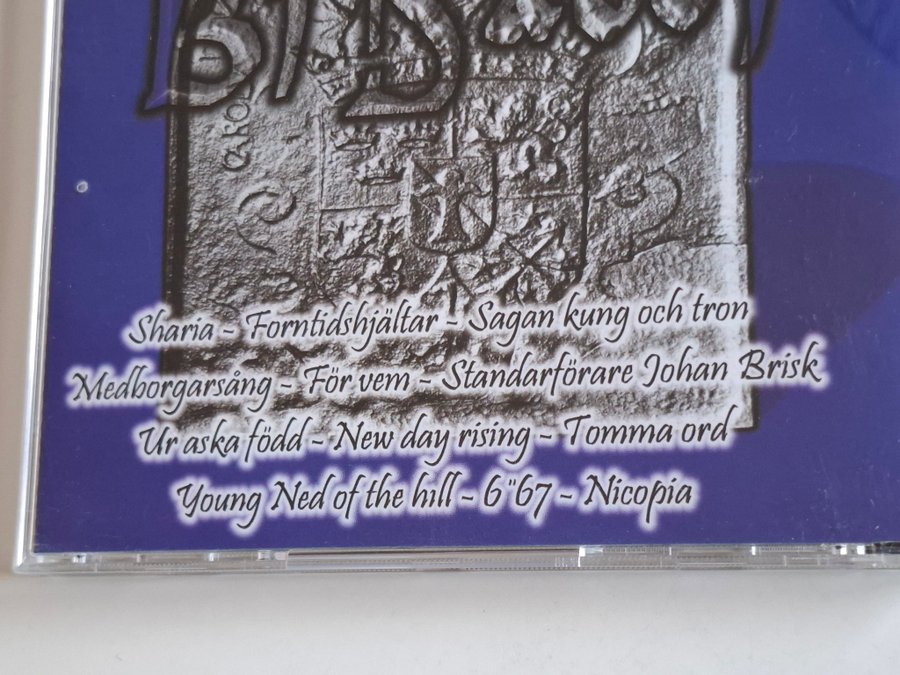 Sharia - Forntidshjältar - Sagan kung och tron
Medborgarsång - För vem - Standarförare Johan Brisk
Ur aska född - New day rising - Tomma ord
Young Ned of the hill - 6"67 - Nicopia